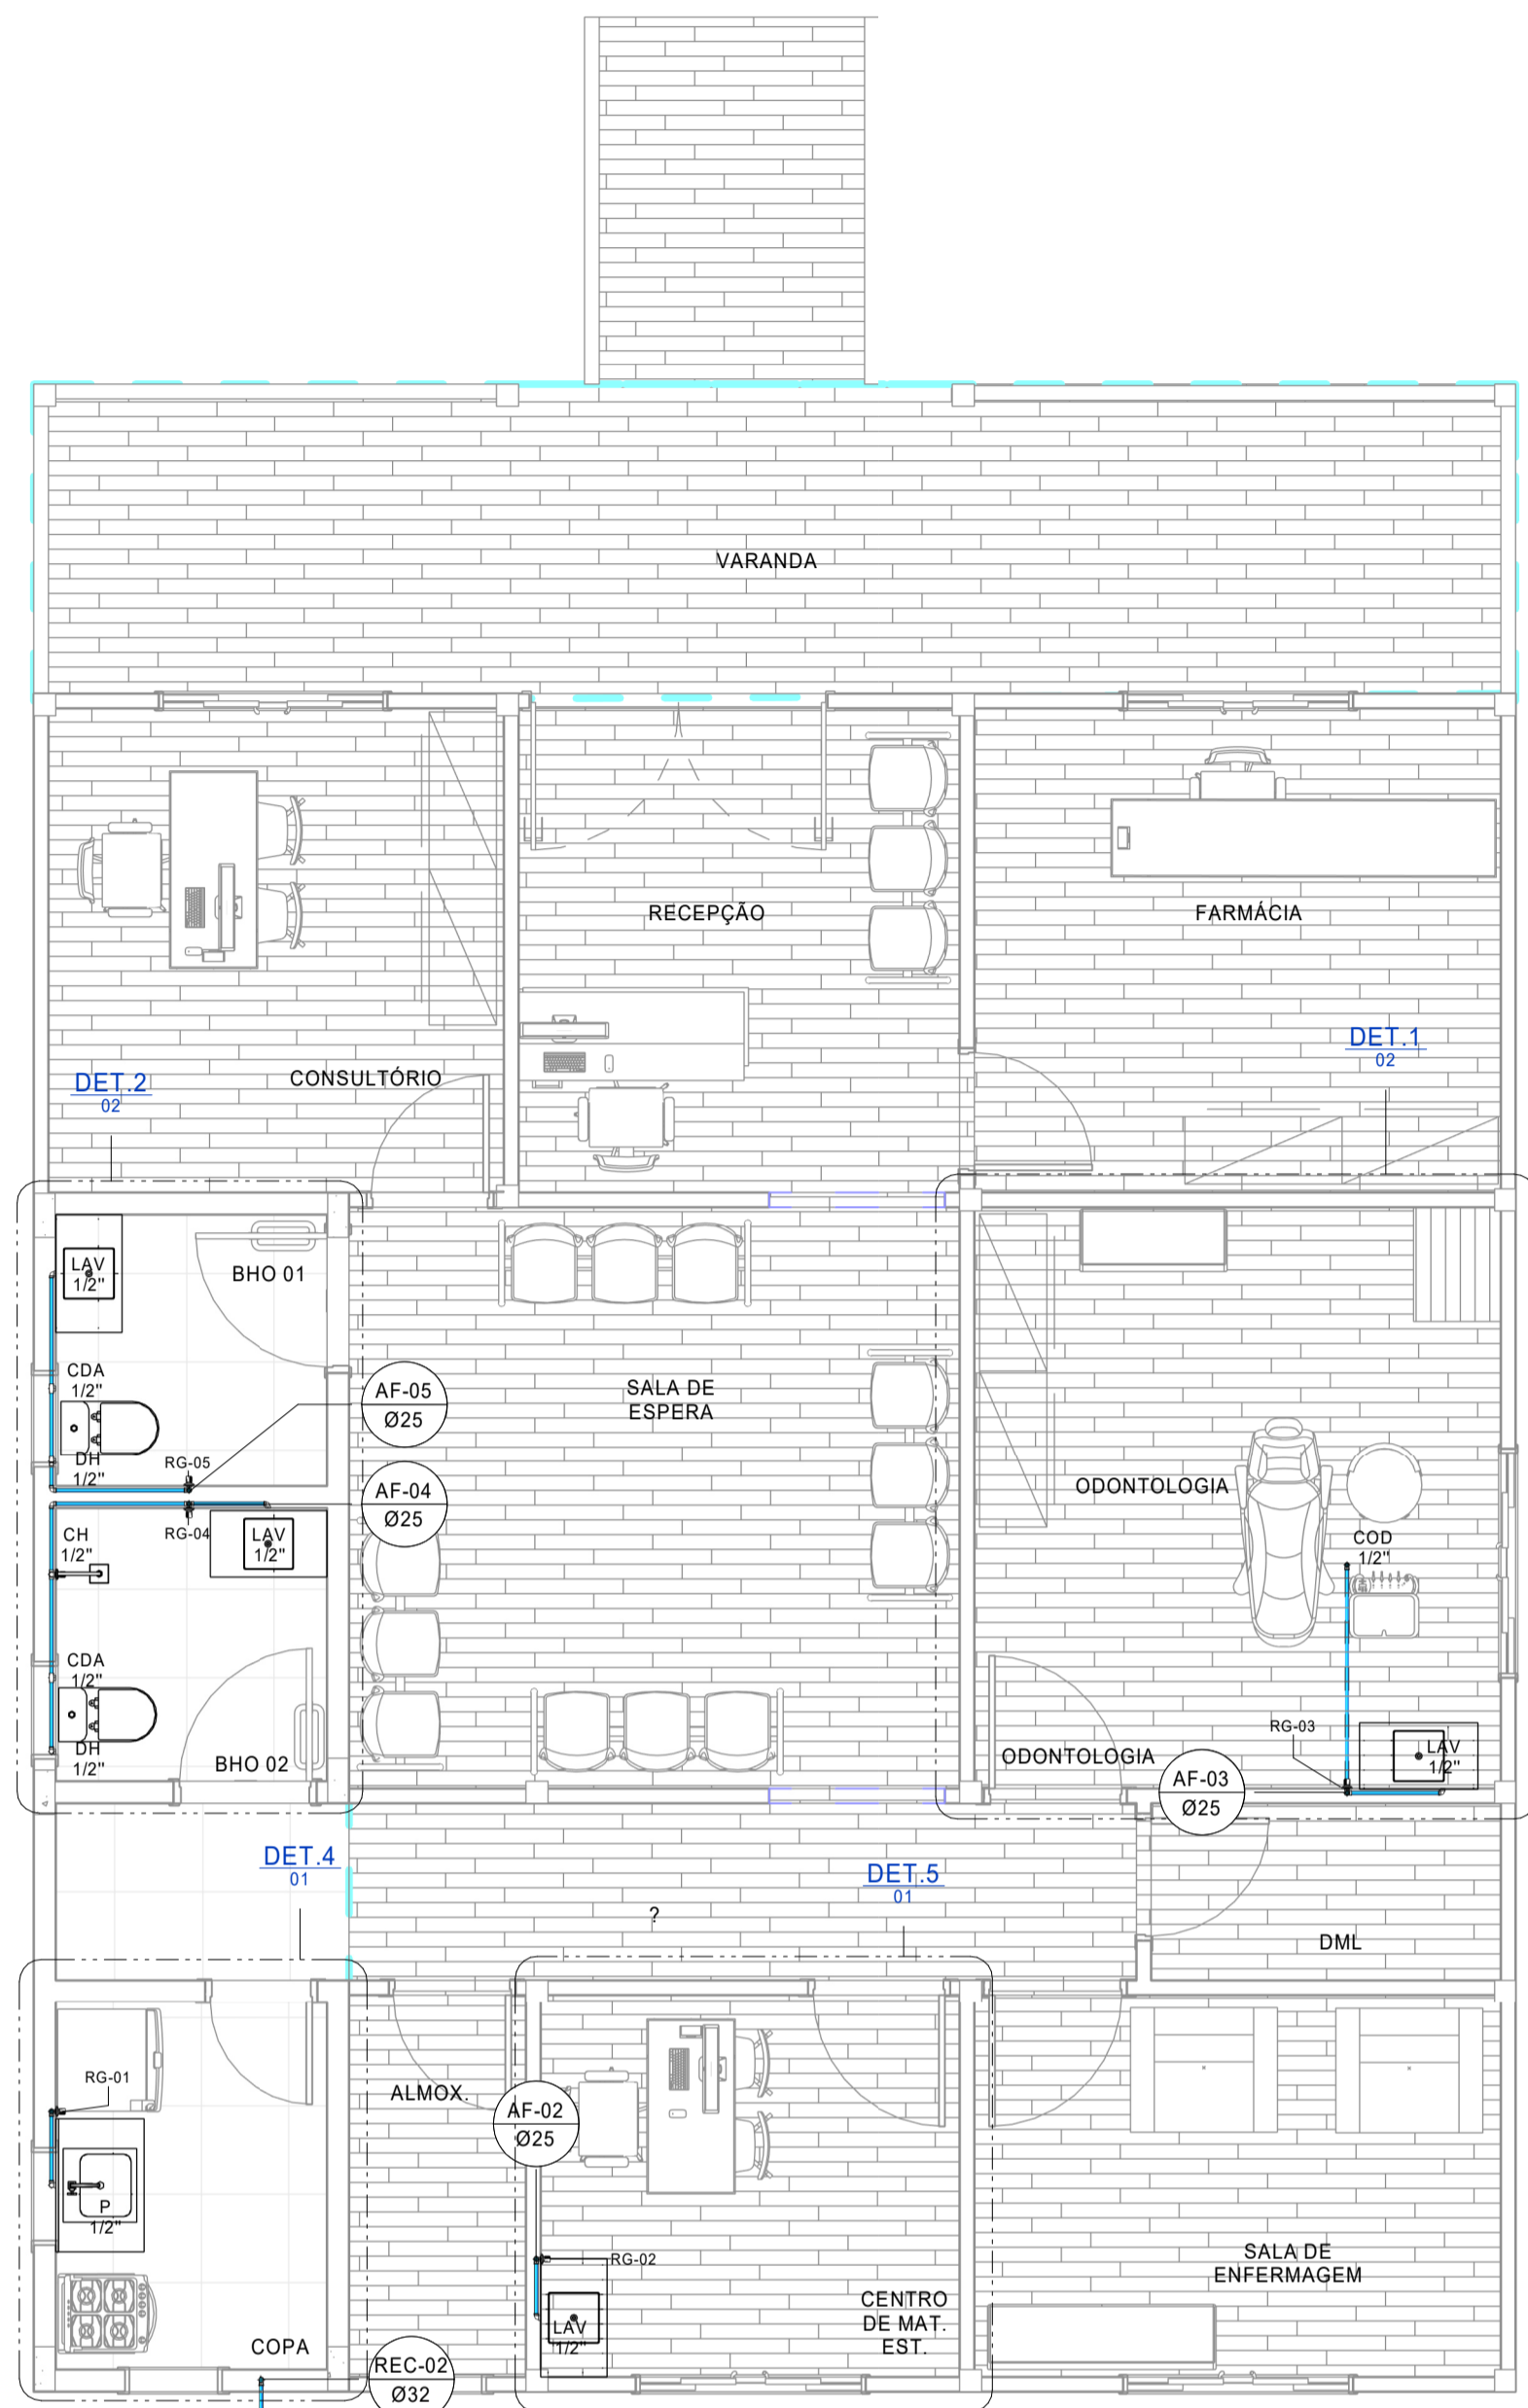 VARANDA
RECEPÇÃO
FARMÁCIA
DET.1
02
CONSULTÓRIO
DET.2
02
LAV
1/2"
BHO 01
CDA
1/2"
AF-05
Ø25
SALA DE
ESPERA
DH
1/2"
RG-05
ODONTOLOGIA
AF-04
Ø25
CH
1/2"
RG-04
LAV
1/2"
COD
1/2"
CDA
1/2"
DH
1/2"
BHO 02
RG-03
ODONTOLOGIA
LAV
1/2"
AF-03
Ø25
DET.4
01
DET.5
01
?
DML
RG-01
ALMOX.
AF-02
Ø25
P
1/2"
RG-02
SALA DE
ENFERMAGEM
LAV
1/2"
CENTRO
DE MAT.
EST.
COPA
REC-02
Ø32